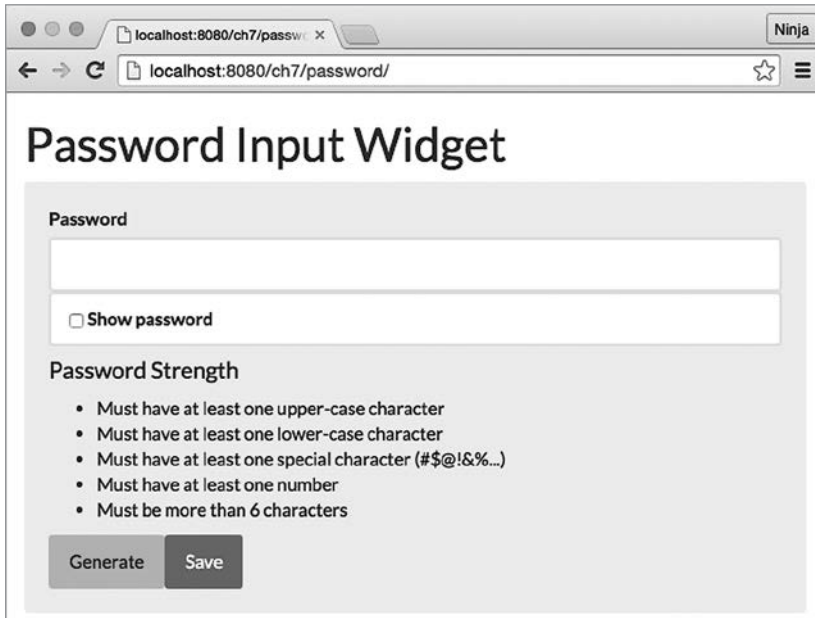 localhost:8080/ch7/passw
Ninja
localhost:8080/ch7/password/
Password Input Widget
Password
Show password
Password Strength
• Must have at least one upper-case character
• Must have at least one lower-case character
• Must have at least one special character (#$@!&%...)
• Must have at least one number
• Must be more than 6 characters
Generate
Save